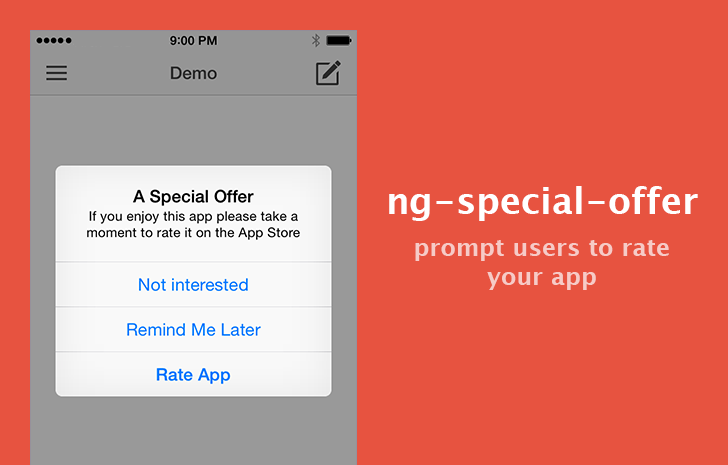 9:00 PM
Demo
A Special Offer
If you enjoy this app please take a
moment to rate it on the App Store
Not interested
Remind Me Later
Rate App
ng-special-offer
prompt users to rate
your app